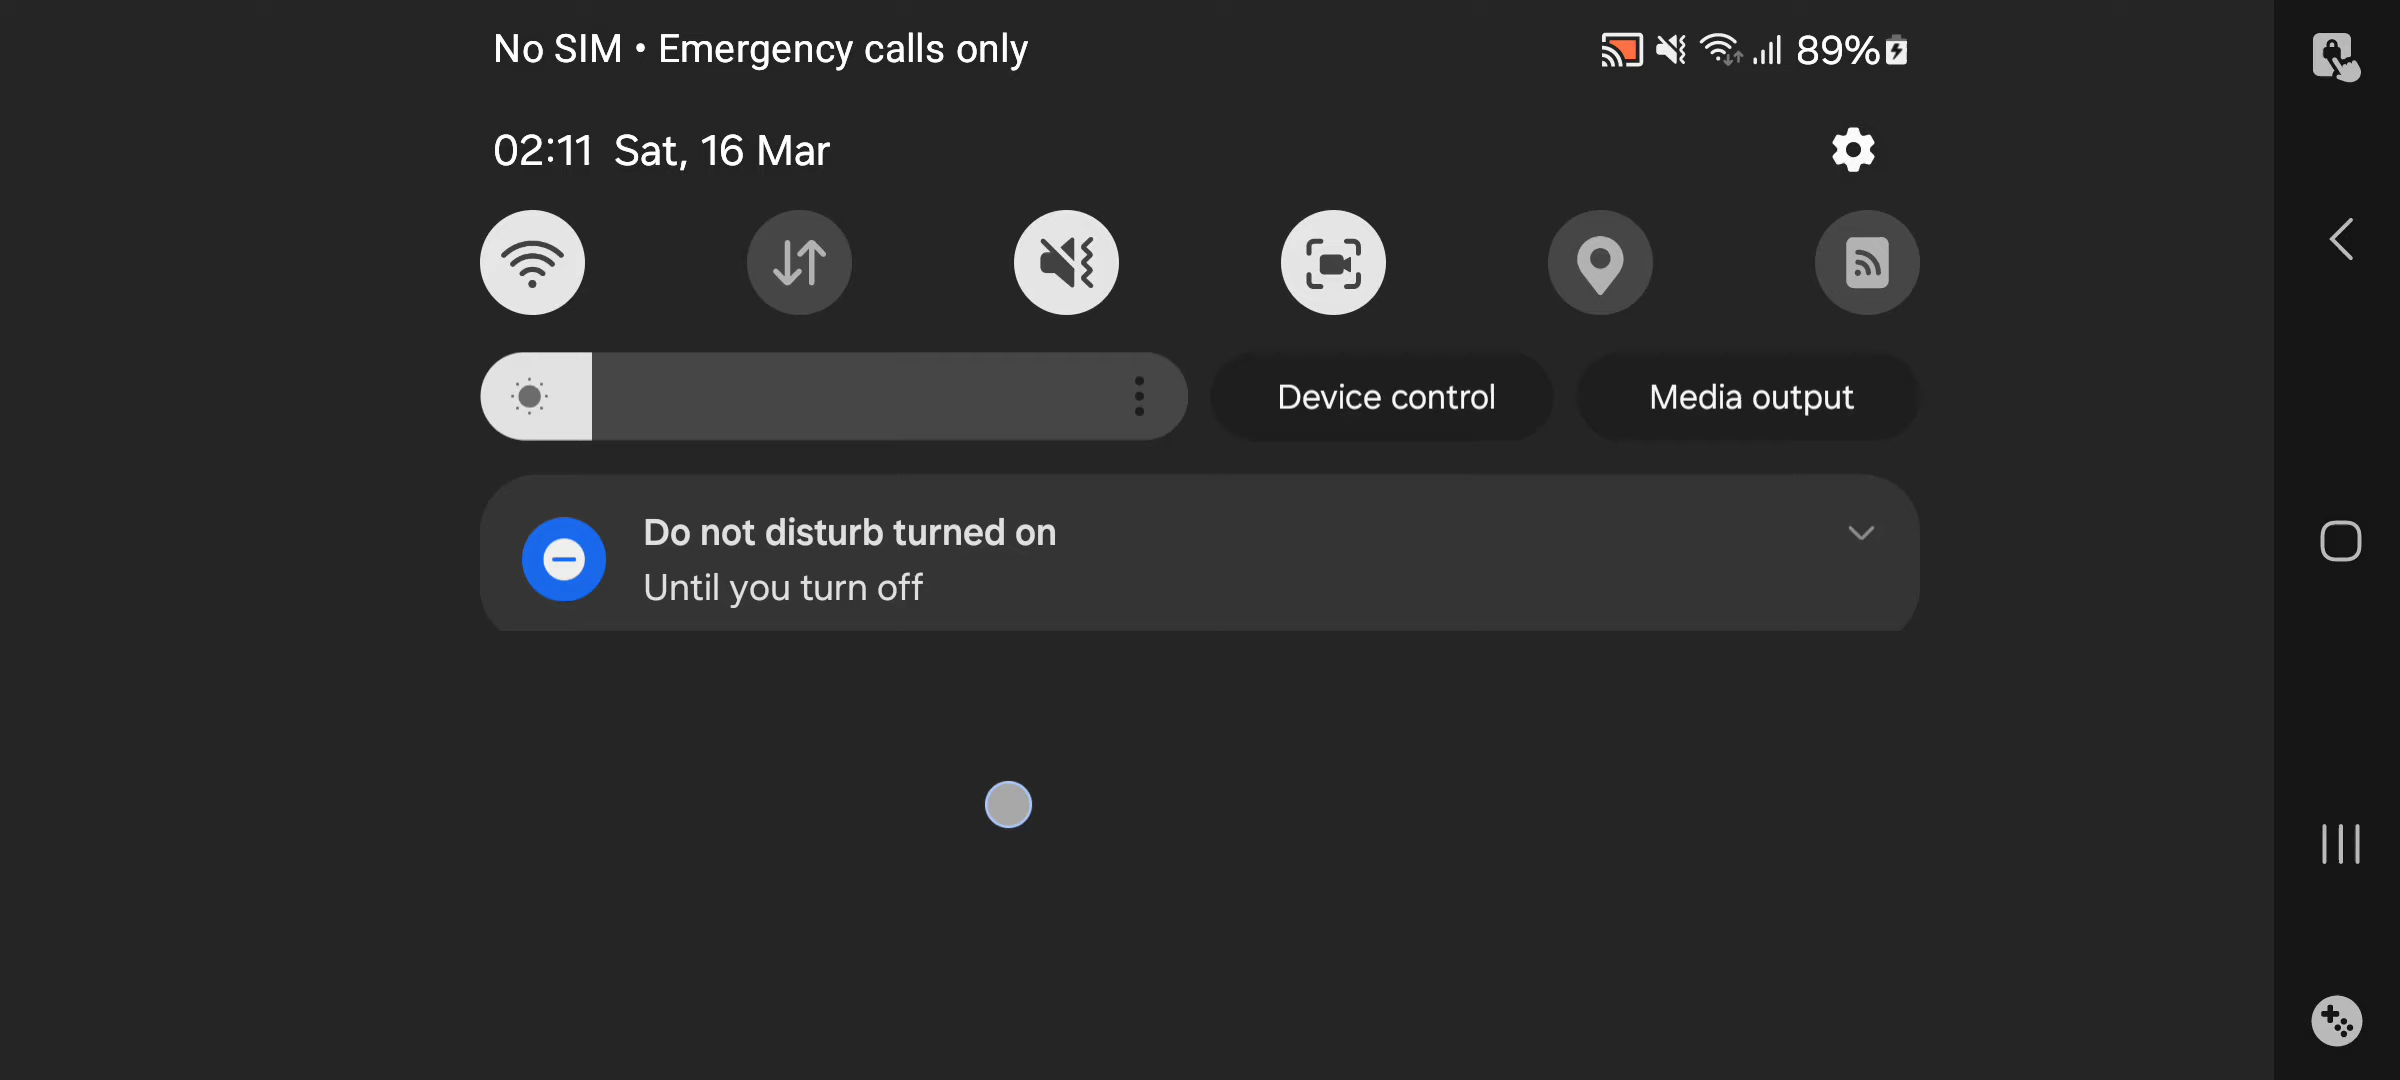 No SIM • Emergency calls only
89%
02:11 Sat, 16 Mar
Device control
Media output
Do not disturb turned on
Until you turn off